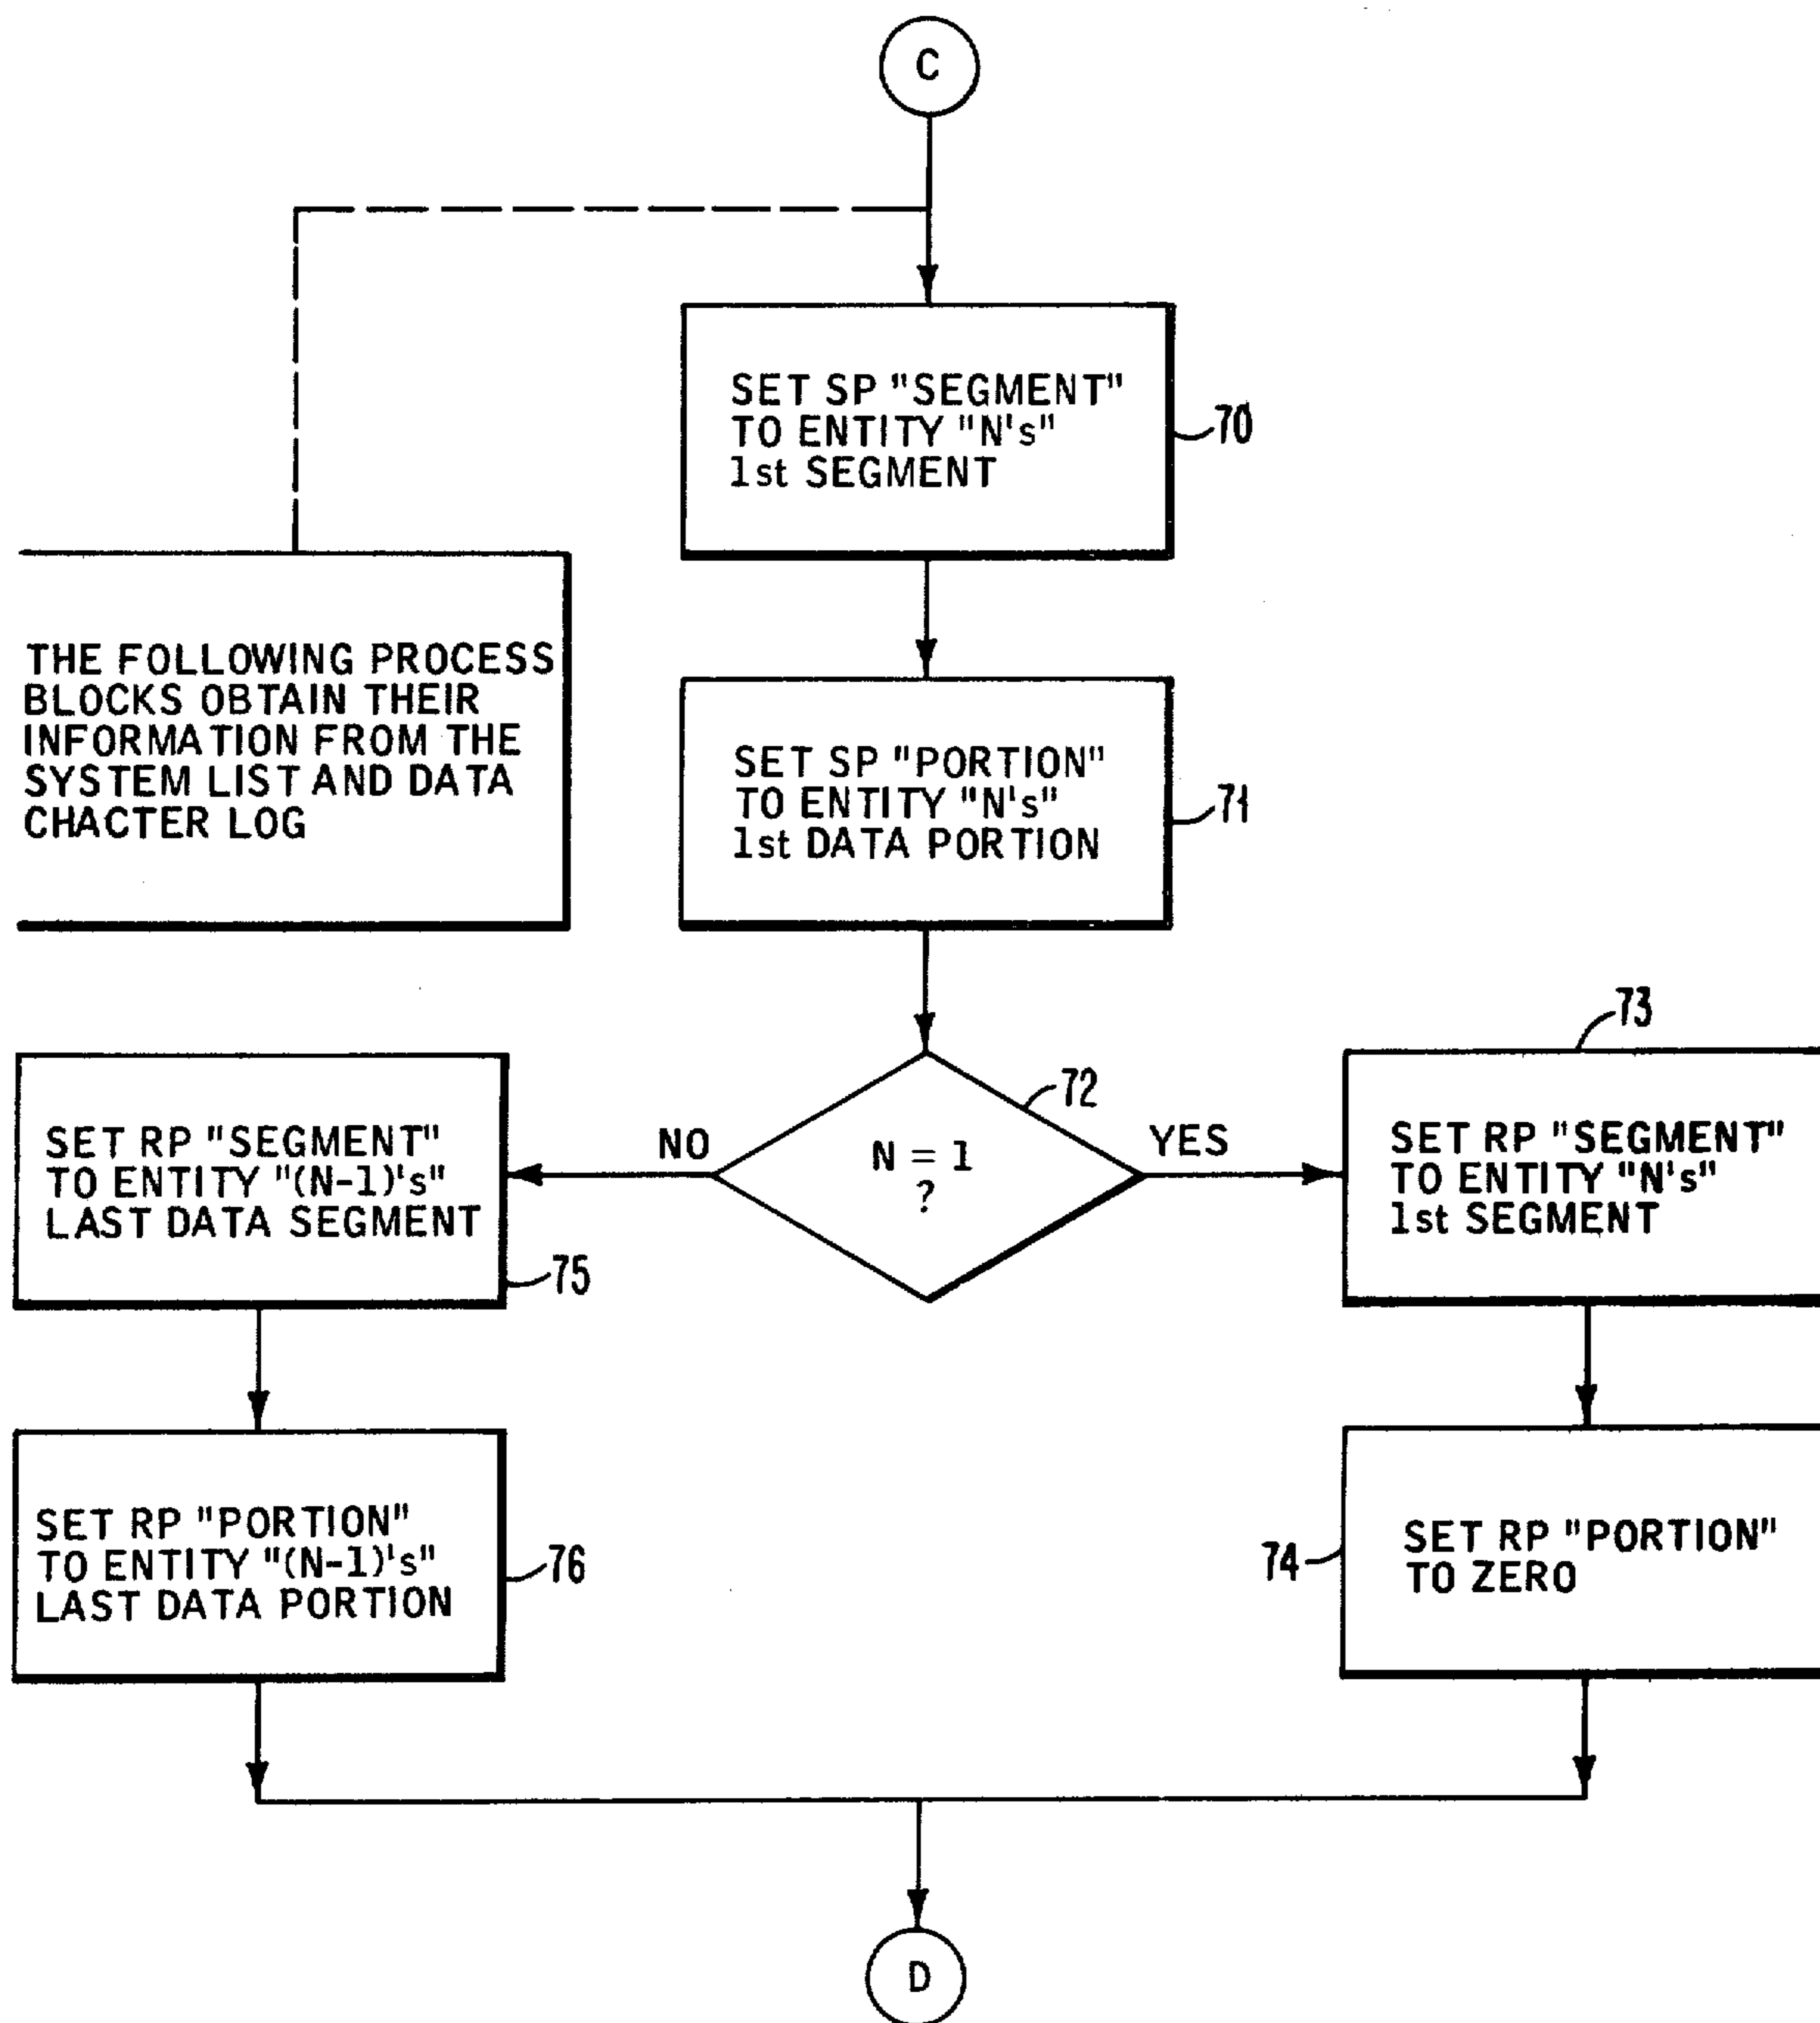 C
SET SP "SEGMENT"
TO ENTITY "N's"
1st SEGMENT
70
THE FOLLOWING PROCESS
BLOCKS OBTAIN THEIR
INFORMATION FROM THE
SYSTEM LIST AND DATA
CHACTER LOG
SET SP "PORTION"
TO ENTITY "N's"
1st DATA PORTION
71
72
N = 1
?
NO
YES
73
SET RP "SEGMENT"
TO ENTITY "N's"
1st SEGMENT
SET RP "SEGMENT"
TO ENTITY "(N-1)'s"
LAST DATA SEGMENT
75
SET RP "PORTION"
TO ENTITY "(N-1)'s"
LAST DATA PORTION
76
74
SET RP "PORTION"
TO ZERO
D